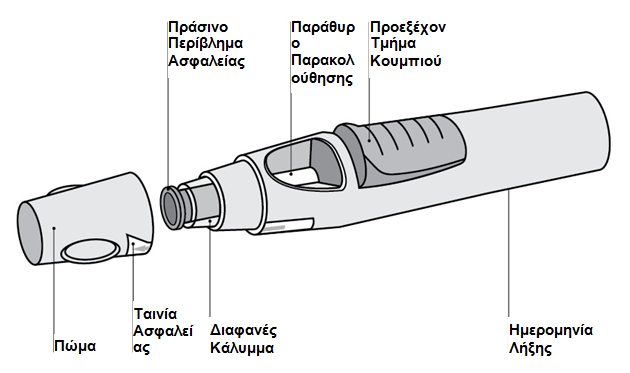 Πράσινο
Περίβλημα
Ασφαλείας
Παράθυρ
ο
Παρακολ
ούθησης
Προεξέχον
Τμήμα
Κουμπιού
Πώμα
Ταινία
Ασφαλεί
ας
Διαφανές
Κάλυμμα
Ημερομηνία
Λήξης